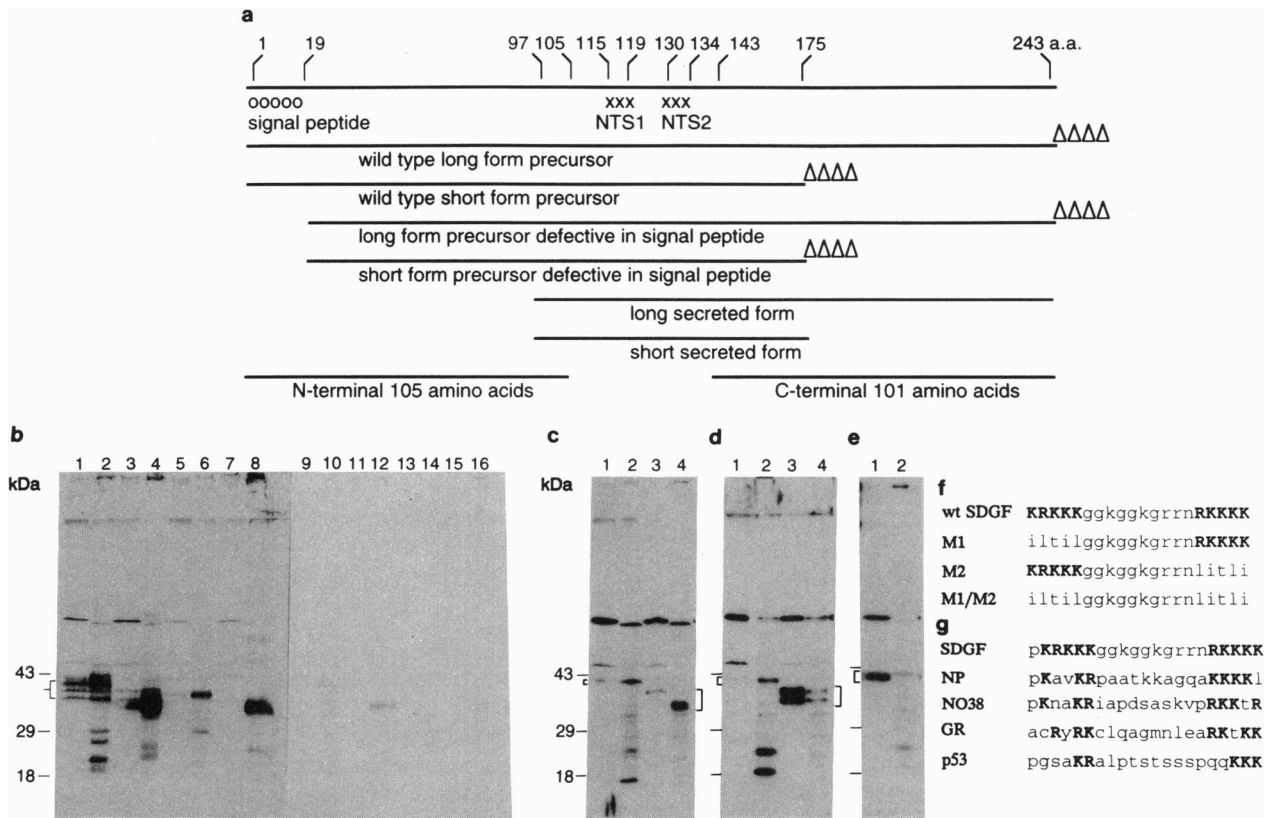 a
1 19 97 105 115 119 130 134 143 175 243 a.a.
ooooo xxx xxx
signal peptide NTS1 NTS2
ΔΔΔΔ
wild type long form precursor
ΔΔΔΔ
wild type short form precursor
ΔΔΔΔ
long form precursor defective in signal peptide
ΔΔΔΔ
short form precursor defective in signal peptide
long secreted form
short secreted form
N-terminal 105 amino acids C-terminal 101 amino acids
b
1 2 3 4 5 6 7 8 9 10 11 12 13 14 15 16
kDa
43
29
18
c
1 2 3 4
kDa
43
29
18
d
1 2 3 4
e
1 2
f
wt SDGF KRKKKggkggkgrrnRKKKK
M1 iltilggkggkgrrnRKKKK
M2 KRKKKggkggkgrrnlitli
M1/M2 iltilggkggkgrrnlitli
g
SDGF pKRKKKggkggkgrrnRKKKK
NP pKavKRpaatkkagqaKKKKl
NO38 pKnaKRiapdsaskvpRKKtR
GR acRyRKclqagmnleaRKtKK
p53 pgsaKRalptstssspqqKKK